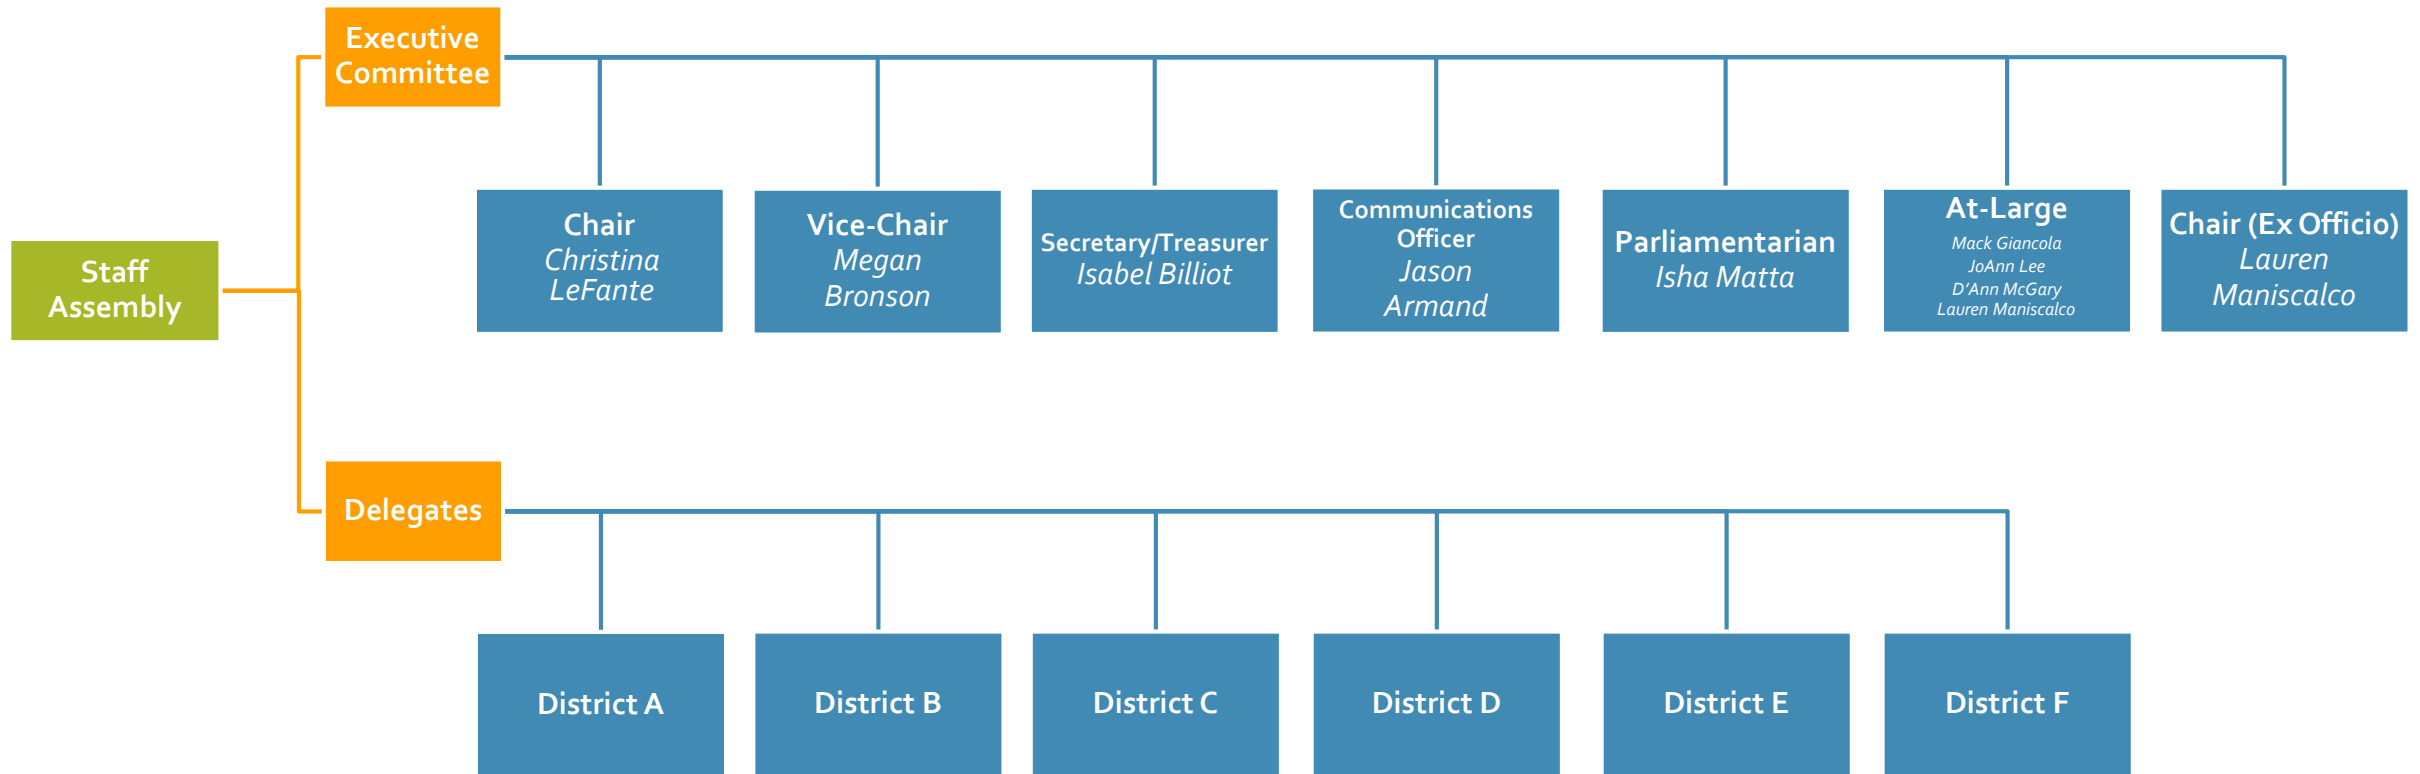 Executive
Committee
Staff
Assembly
Chair
Christina
LeFante
Vice-Chair
Megan
Bronson
Secretary/Treasurer
Isabel Billiot
Communications
Officer
Jason
Armand
Parliamentarian
Isha Matta
At-Large
Mack Giancola
JoAnn Lee
D’Ann McGary
Lauren Maniscalco
Chair (Ex Officio)
Lauren
Maniscalco
Delegates
District A
District B
District C
District D
District E
District F